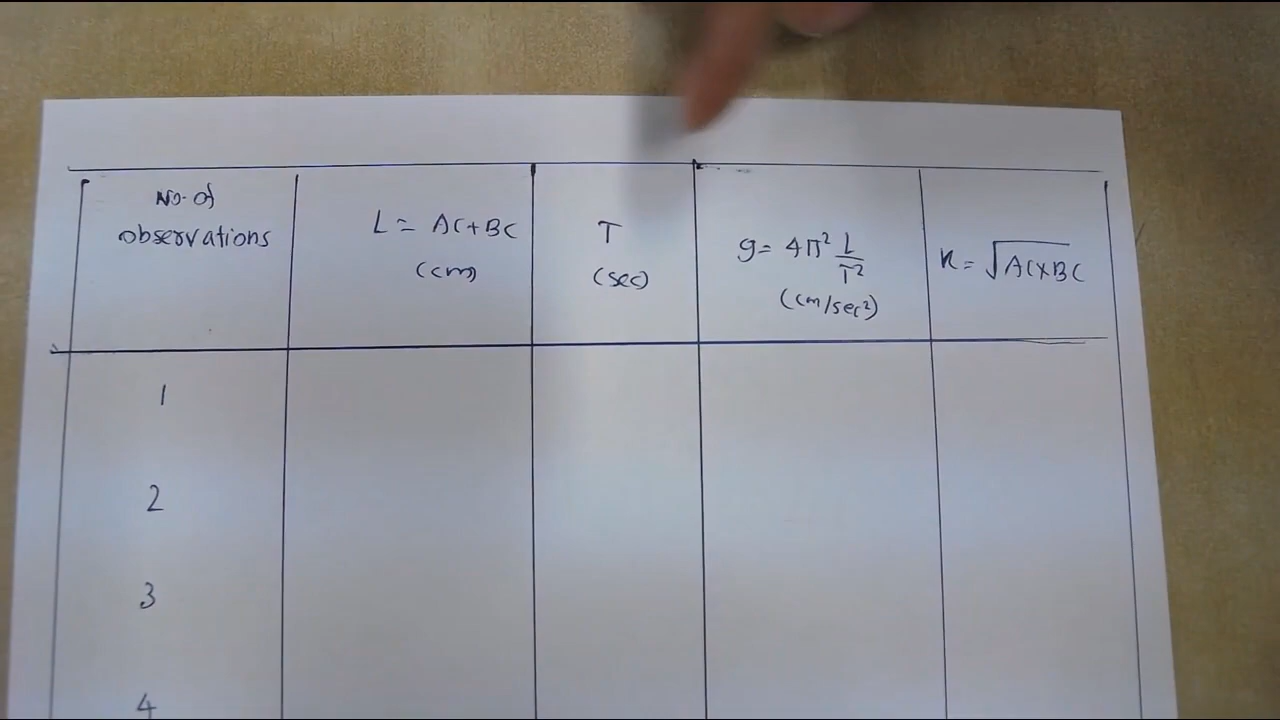 No. of
observations
L = AC+BC
(cm)
T
(sec)
g = 4π² L/T²
(cm/sec²)
K = √AC×BC
1
2
3
4